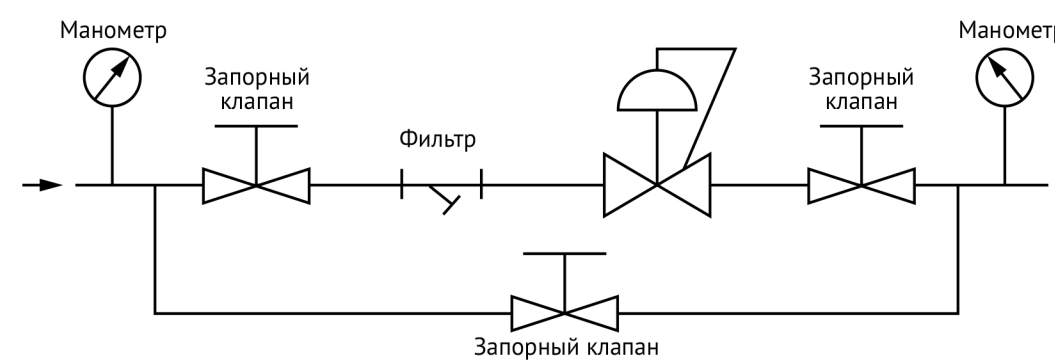 Манометр
Манометр
Запорный
клапан
Запорный
клапан
Фильтр
Запорный клапан